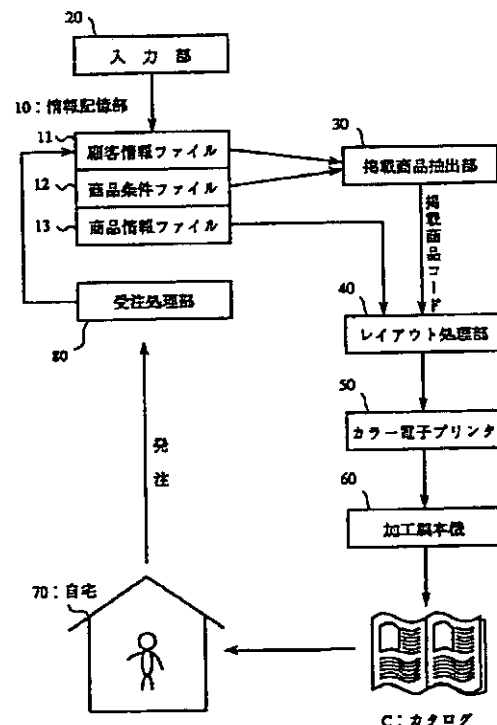 20
入力部
10:情報記憶部
11
顧客情報ファイル
12
商品条件ファイル
13
商品情報ファイル
30
掲載商品抽出部
掲載商品コード
受注処理部
80
40
レイアウト処理部
50
カラー電子プリンタ
60
加工製本機
発注
70:自宅
C:カタログ